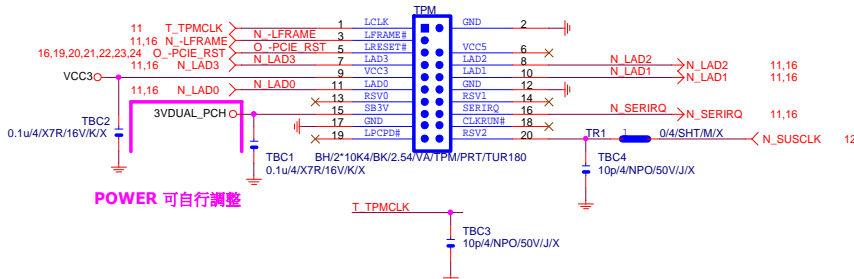 TPM
11 T_TPMCLK 1 LCLK GND 2
11,16 N_-LFRAME N_-LFRAME 3 LFRAME#
16,19,20,21,22,23,24 O_-PCIE_RST O_-PCIE_RST 5 LRESET# VCC5 6
11,16 N_LAD3 N_LAD3 7 LAD3 LAD2 8 N_LAD2 N_LAD2 11,16
VCC3 9 VCC3 LAD1 10 N_LAD1 N_LAD1 11,16
11,16 N_LAD0 N_LAD0 11 LAD0 GND 12
13 RSV0 RSV1 14
3VDUAL_PCH 15 SB3V SERIRQ 16 N_SERIRQ N_SERIRQ 11,16
17 GND CLKRUN# 18
19 LPCPD# RSV2 20 TR1 1 0/4/SHT/M/X N_SUSCLK 12
TBC2
0.1u/4/X7R/16V/K/X
TBC1
0.1u/4/X7R/16V/K/X
BH/2*10K4/BK/2.54/VA/TPM/PRT/TUR180
TBC4
10p/4/NPO/50V/J/X
POWER 可自行調整
T_TPMCLK
TBC3
10p/4/NPO/50V/J/X